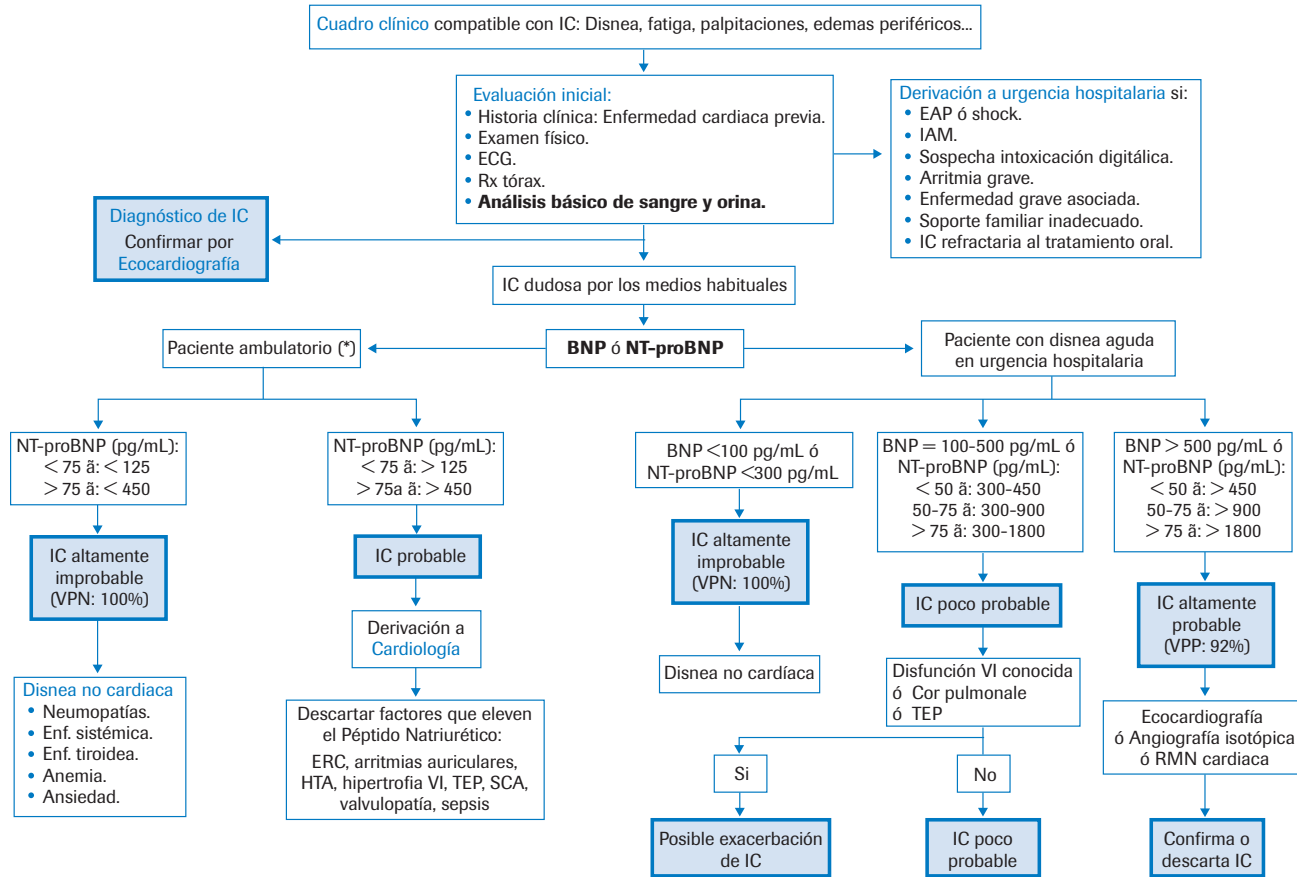 Cuadro clínico compatible con IC: Disnea, fatiga, palpitaciones, edemas periféricos...
Evaluación inicial:
• Historia clínica: Enfermedad cardiaca previa.
• Examen físico.
• ECG.
• Rx tórax.
• Análisis básico de sangre y orina.
Derivación a urgencia hospitalaria si:
• EAP ó shock.
• IAM.
• Sospecha intoxicación digitálica.
• Arritmia grave.
• Enfermedad grave asociada.
• Soporte familiar inadecuado.
• IC refractaria al tratamiento oral.
Diagnóstico de IC
Confirmar por
Ecocardiografía
IC dudosa por los medios habituales
Paciente ambulatorio (*)
BNP ó NT-proBNP
Paciente con disnea aguda
en urgencia hospitalaria
NT-proBNP (pg/mL):
< 75 ã: < 125
> 75 ã: < 450
NT-proBNP (pg/mL):
< 75 ã: > 125
> 75a ã: > 450
BNP <100 pg/mL ó
NT-proBNP <300 pg/mL
BNP = 100-500 pg/mL ó
NT-proBNP (pg/mL):
< 50 ã: 300-450
50-75 ã: 300-900
> 75 ã: 300-1800
BNP > 500 pg/mL ó
NT-proBNP (pg/mL):
< 50 ã: > 450
50-75 ã: > 900
> 75 ã: > 1800
IC altamente
improbable
(VPN: 100%)
IC probable
IC altamente
improbable
(VPN: 100%)
IC poco probable
IC altamente
probable
(VPP: 92%)
Derivación a
Cardiología
Disnea no cardíaca
Disfunción VI conocida
ó Cor pulmonale
ó TEP
Disnea no cardiaca
• Neumopatías.
• Enf. sistémica.
• Enf. tiroidea.
• Anemia.
• Ansiedad.
Descartar factores que eleven
el Péptido Natriurético:
ERC, arritmias auriculares,
HTA, hipertrofia VI, TEP, SCA,
valvulopatía, sepsis
Ecocardiografía
ó Angiografía isotópica
ó RMN cardiaca
Si
No
Posible exacerbación
de IC
IC poco
probable
Confirma o
descarta IC